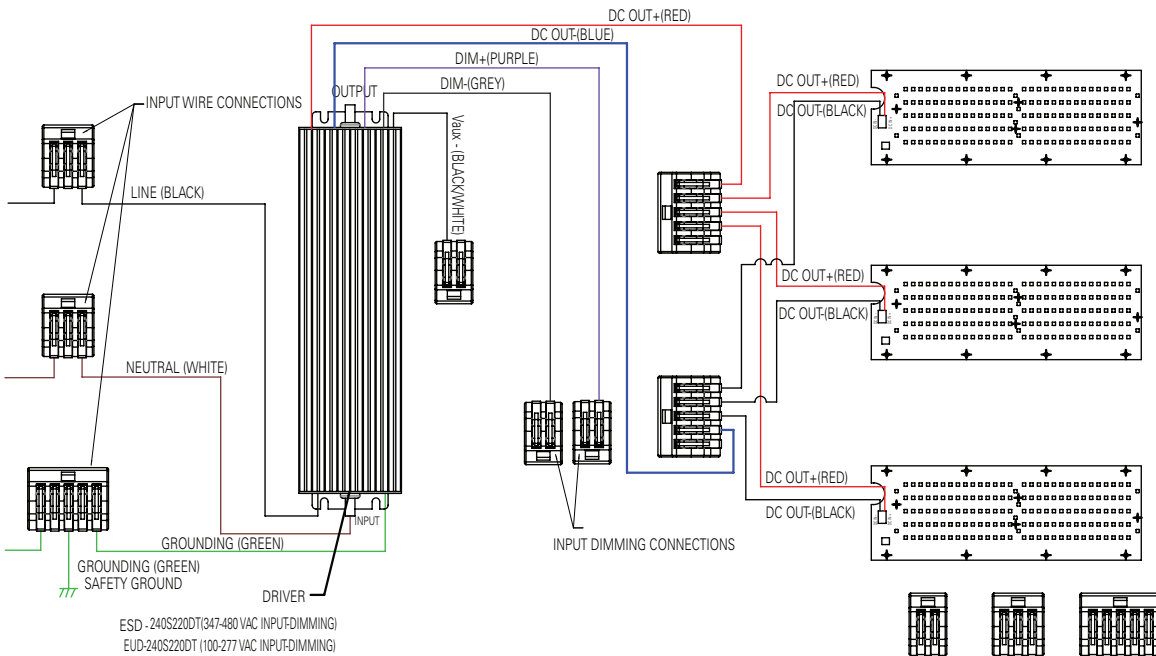 DC OUT+(RED)
DC OUT-(BLUE)
DIM+(PURPLE)
DIM-(GREY)
OUTPUT
INPUT WIRE CONNECTIONS
Vaux - (BLACK/WHITE)
LINE (BLACK)
NEUTRAL (WHITE)
GROUNDING (GREEN)
GROUNDING (GREEN)
SAFETY GROUND
INPUT
DRIVER
ESD - 240S220DT(347-480 VAC INPUT-DIMMING)
EUD-240S220DT (100-277 VAC INPUT-DIMMING)
INPUT DIMMING CONNECTIONS
DC OUT+(RED)
DC OUT-(BLACK)
DC OUT+(RED)
DC OUT-(BLACK)
DC OUT+(RED)
DC OUT-(BLACK)